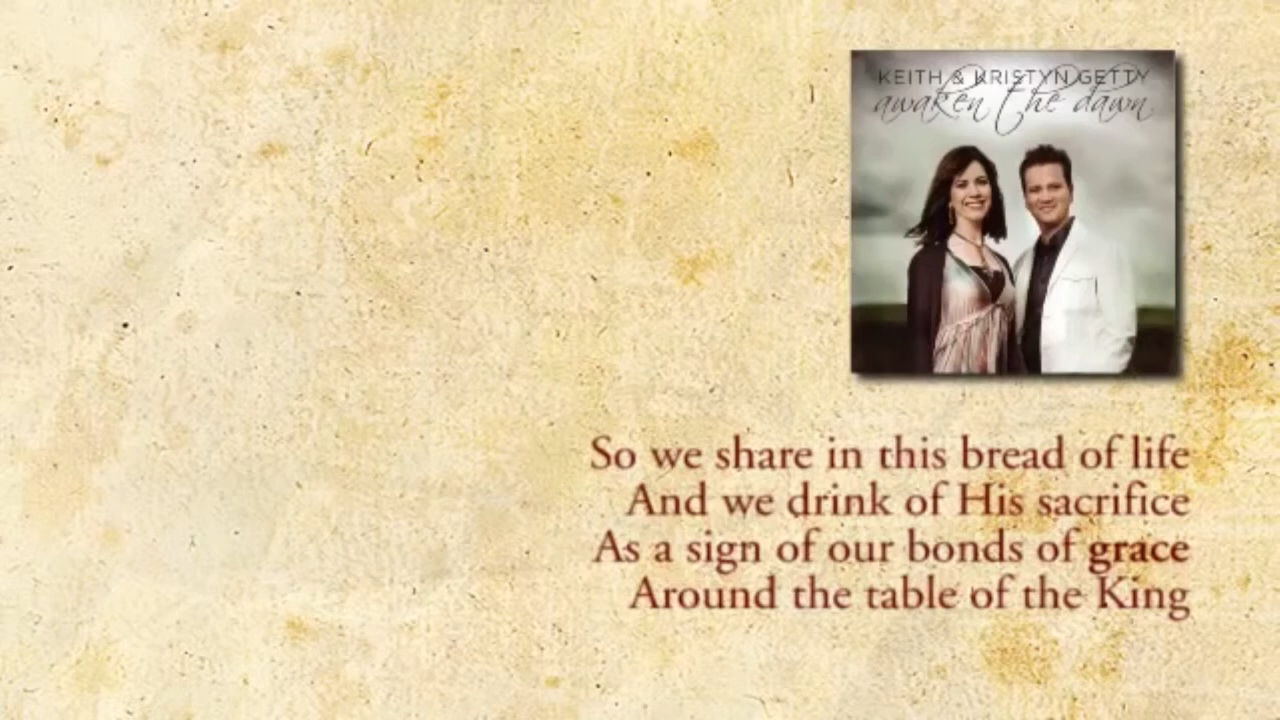 KEITH & KRISTYN GETTY
awaken the dawn
So we share in this bread of life
And we drink of His sacrifice
As a sign of our bonds of grace
Around the table of the King